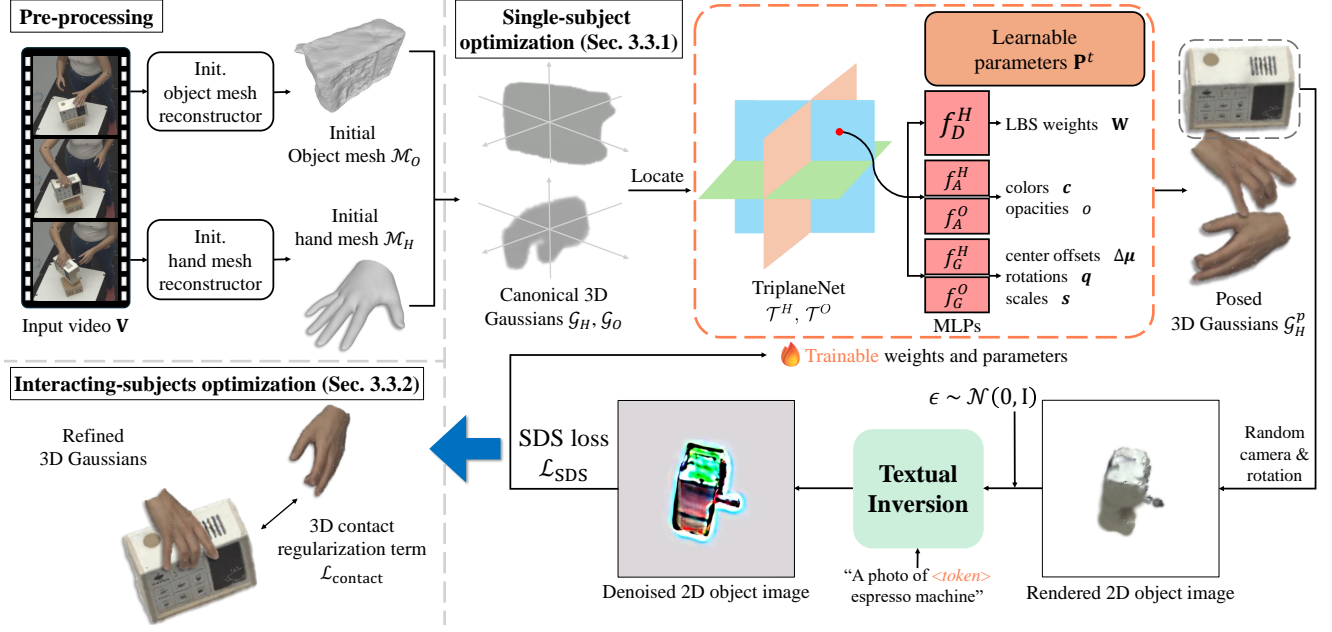 Pre-processing
Init.
object mesh
reconstructor
Initial
Object mesh 𝓜_O
Init.
hand mesh
reconstructor
Initial
hand mesh 𝓜_H
Input video 𝐕
Single-subject
optimization (Sec. 3.3.1)
Canonical 3D
Gaussians 𝒢_H, 𝒢_O
Locate
TriplaneNet
𝒯^H, 𝒯^O
Learnable
parameters 𝐏^t
f_D^H
LBS weights 𝐖
f_A^H
f_A^O
colors 𝒄
opacities o
f_G^H
f_G^O
center offsets Δ𝝁
rotations 𝒒
scales 𝒔
MLPs
Posed
3D Gaussians 𝒢_H^p
Trainable weights and parameters
Random
camera &
rotation
Rendered 2D object image
ϵ ~ 𝒩(0, I)
Textual
Inversion
“A photo of <token>
espresso machine”
Denoised 2D object image
SDS loss
ℒ_SDS
Interacting-subjects optimization (Sec. 3.3.2)
Refined
3D Gaussians
3D contact
regularization term
ℒ_contact